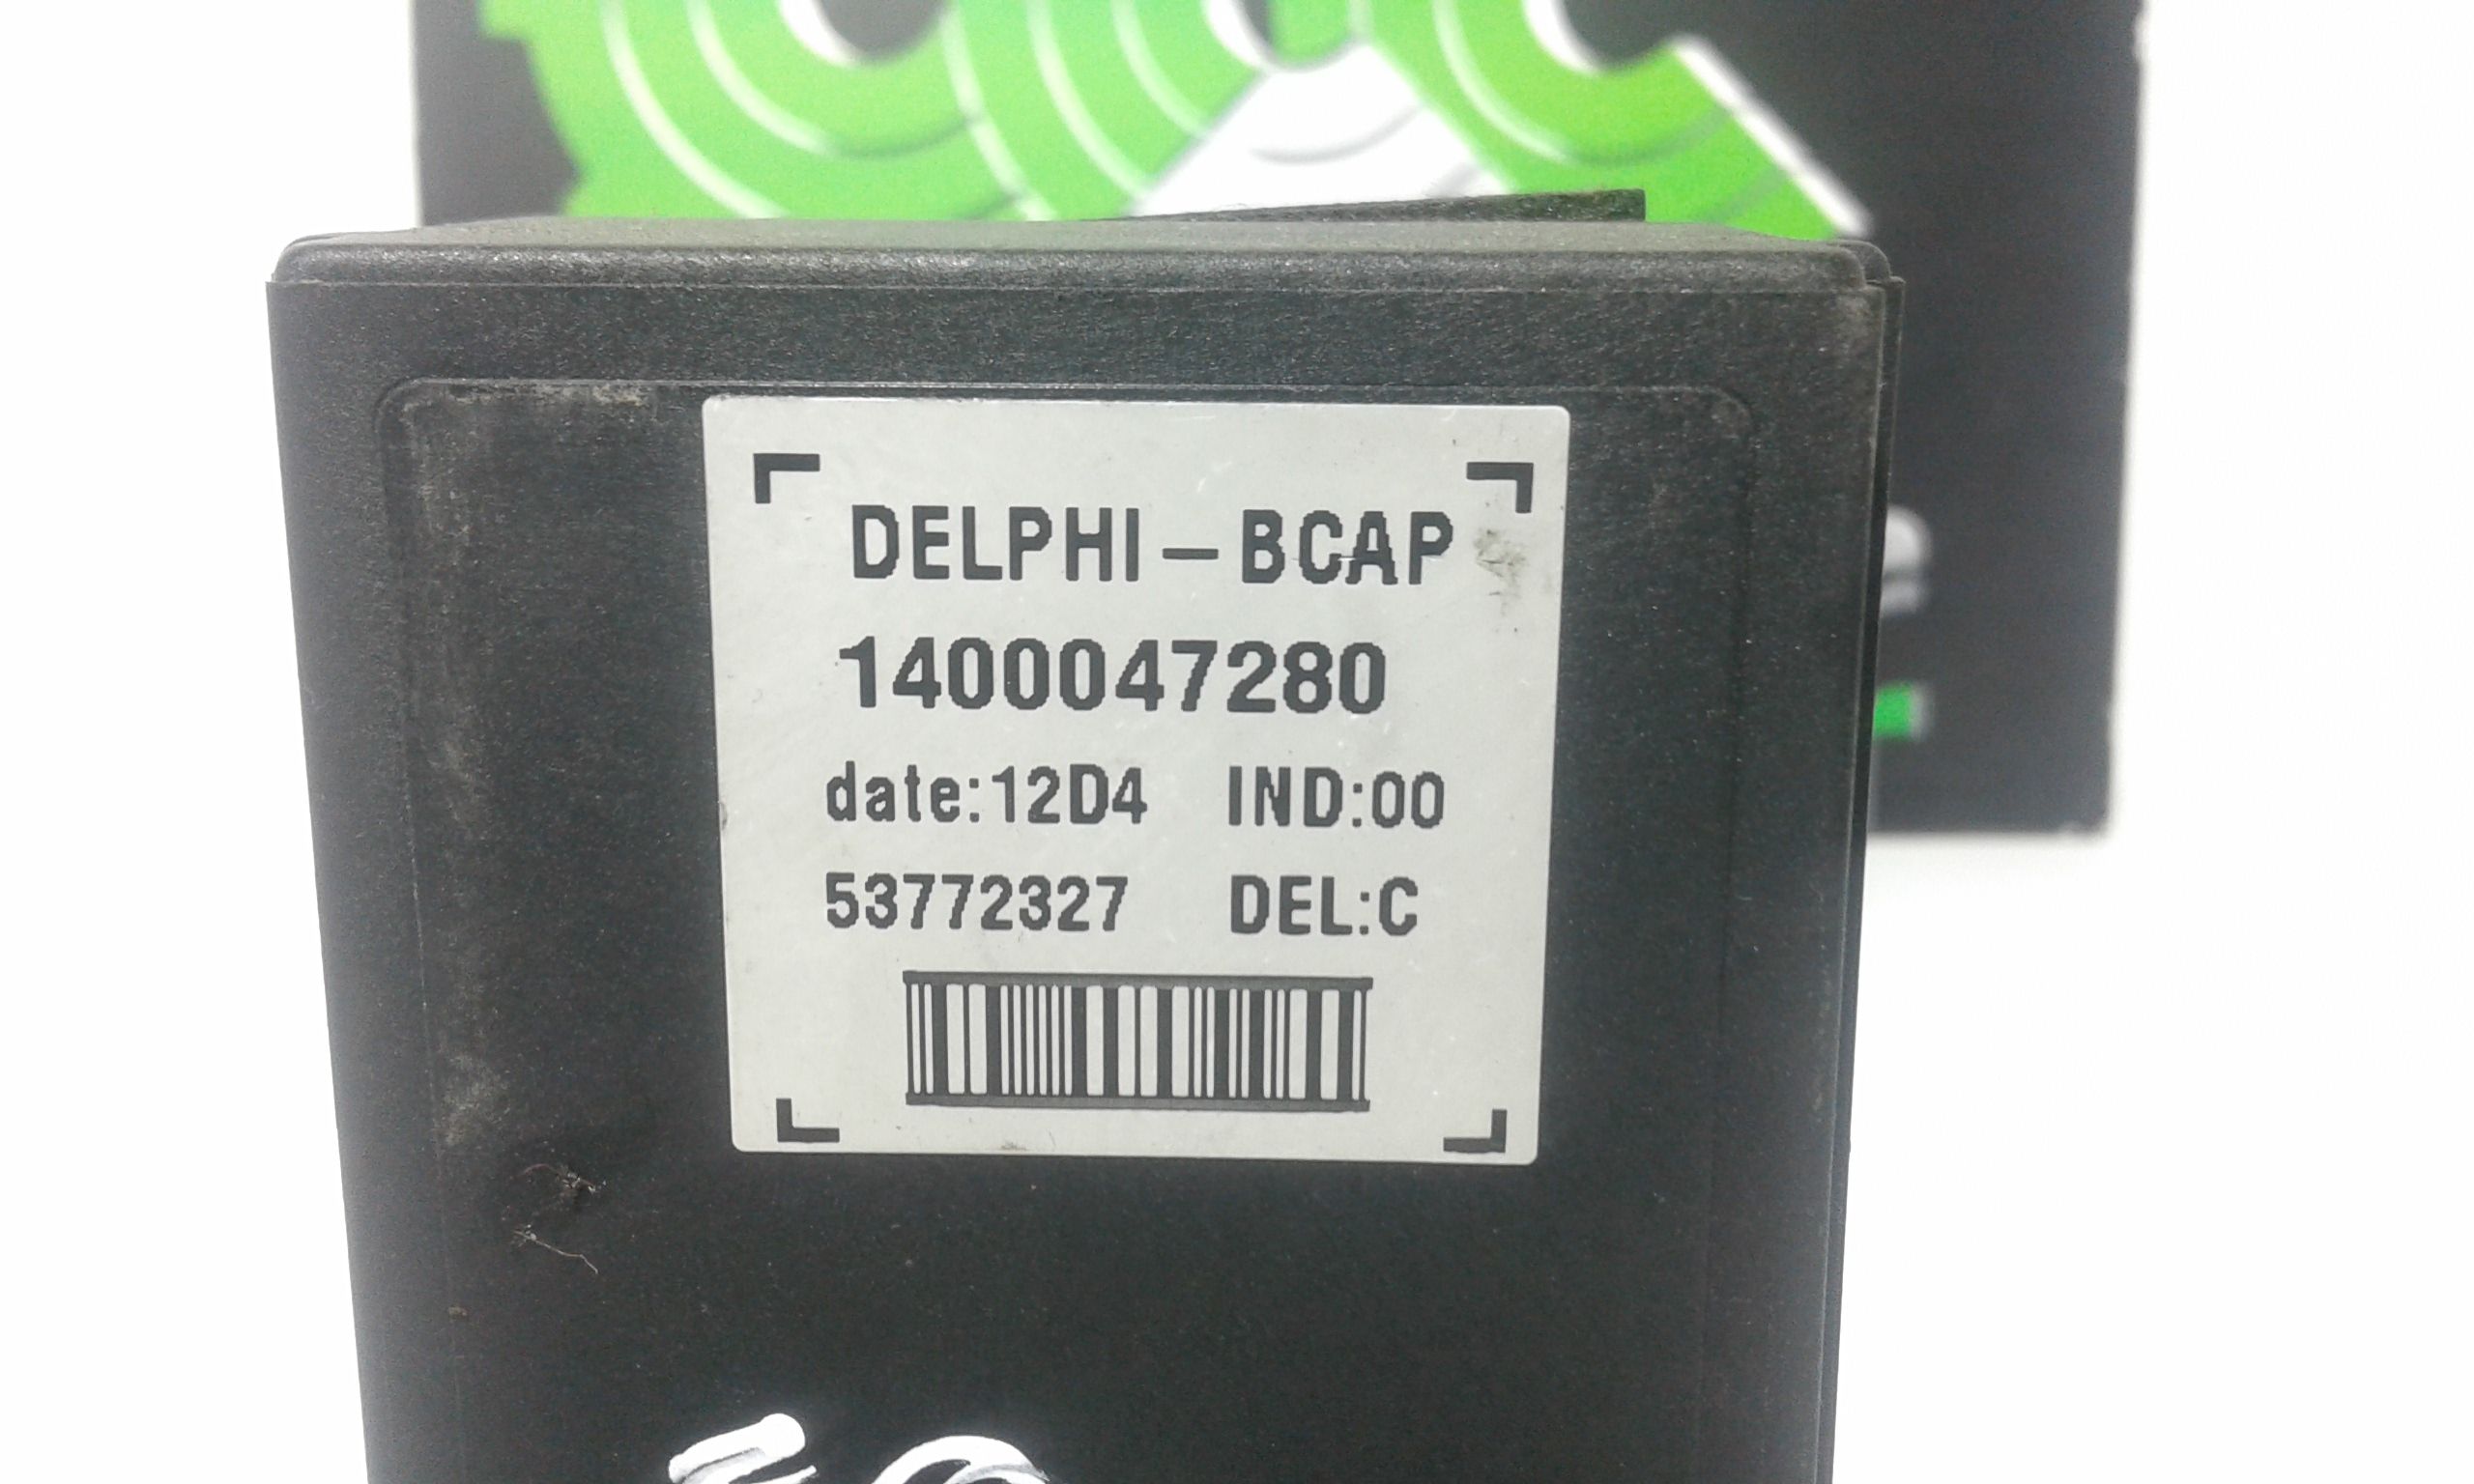 DELPHI – BCAP
1400047280
date:12D4 IND:00
53772327 DEL:C